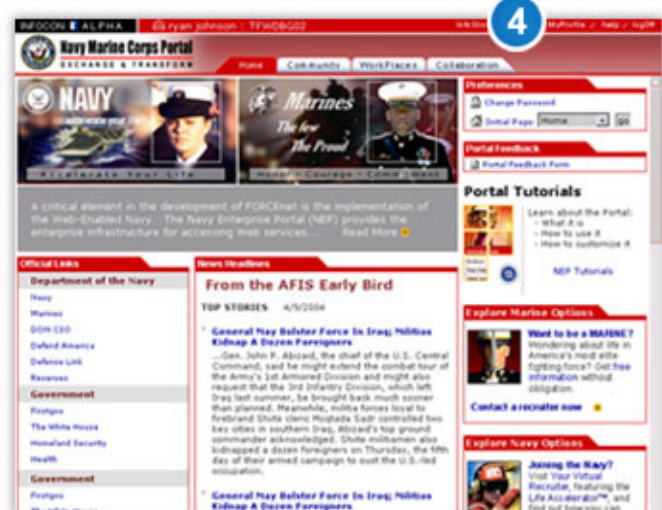 INFOCON ALPHA ryan johnson : TFWDBG02
4
MyProfile / help / logoff
Navy Marine Corps Portal
EXCHANGE & TRANSFORM
Home Community WorkPlaces Collaboration
NAVY
accelerate your life
Accelerate Your Life
Marines
The few
The Proud
Honor • Courage • Commitment
A critical element in the development of FORCEnet is the implementation of
the Web-Enabled Navy. The Navy Enterprise Portal (NEP) provides the
enterprise infrastructure for accessing Web services... Read More
Preferences
Change Password
Initial Page: Home go
Portal Feedback
Portal Feedback Form
Portal Tutorials
Learn about the Portal:
- What it is
- How to use it
- How to customize it
NEP Tutorials
Official Links
Department of the Navy
Navy
Marines
DON CIO
Defend America
Defense Link
Reserves
Government
Firstgov
The White House
Homeland Security
Health
Government
Firstgov
The White House
News Headlines
From the AFIS Early Bird
TOP STORIES 4/9/2004
General May Bolster Force In Iraq; Militias
Kidnap A Dozen Foreigners
...Gen. John P. Abizaid, the chief of the U.S. Central
Command, said he might extend the combat tour of
the Army's 1st Armored Division and might also
request that the 3rd Infantry Division, which left
Iraq last summer, be brought back much sooner
than planned. Meanwhile, militia forces loyal to
firebrand Shiite cleric Moqtada Sadr controlled two
key cities in southern Iraq, Abizaid's top ground
commander acknowledged. Shiite militiamen also
kidnapped a dozen foreigners on Thursday, the fifth
day of their armed campaign to oust the U.S.-led
occupation.
General May Bolster Force In Iraq; Militias
Kidnap A Dozen Foreigners
Explore Marine Options
Want to be a MARINE?
Wondering about life in
America's most elite
fighting force? Get free
information without
obligation.
Contact a recruiter now
Explore Navy Options
Joining the Navy?
Visit Your Virtual
Recruiter, featuring the
Life Accelerator™, and
find out how you can